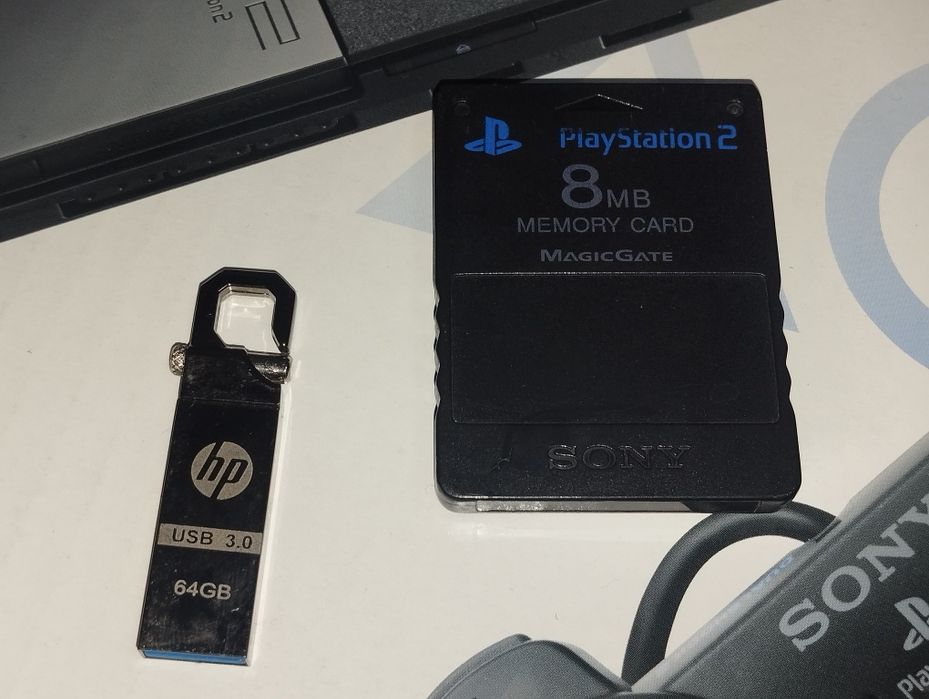 PlayStation 2
8MB
MEMORY CARD
MAGICGATE
SONY
hp
USB 3.0
64GB
SONY